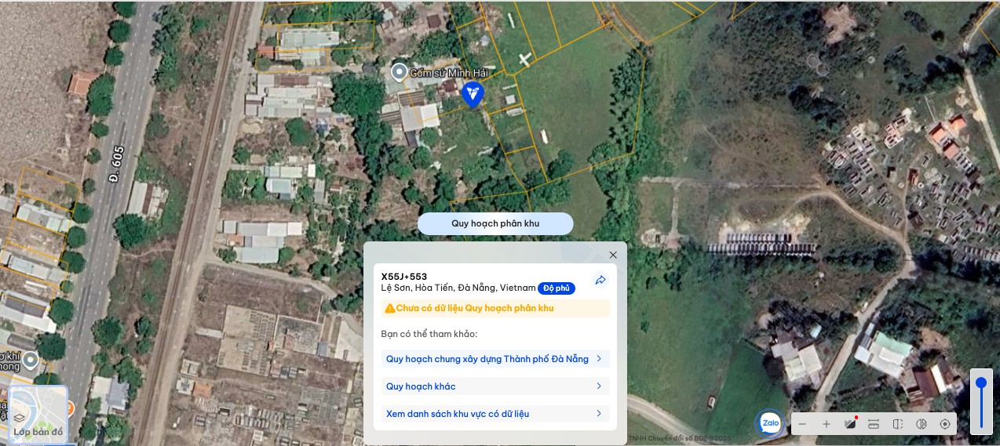 Gốm sứ Minh Hải
Đ. 605
Quy hoạch phân khu
X55J+553
Lệ Sơn, Hòa Tiến, Đà Nẵng, Vietnam Độ phủ
Chưa có dữ liệu Quy hoạch phân khu
Bạn có thể tham khảo:
Quy hoạch chung xây dựng Thành phố Đà Nẵng
Quy hoạch khác
Xem danh sách khu vực có dữ liệu
ơ khí
hong
Lớp bản đồ
Zalo
TNHH Chuyển đổi số BĐS@2025